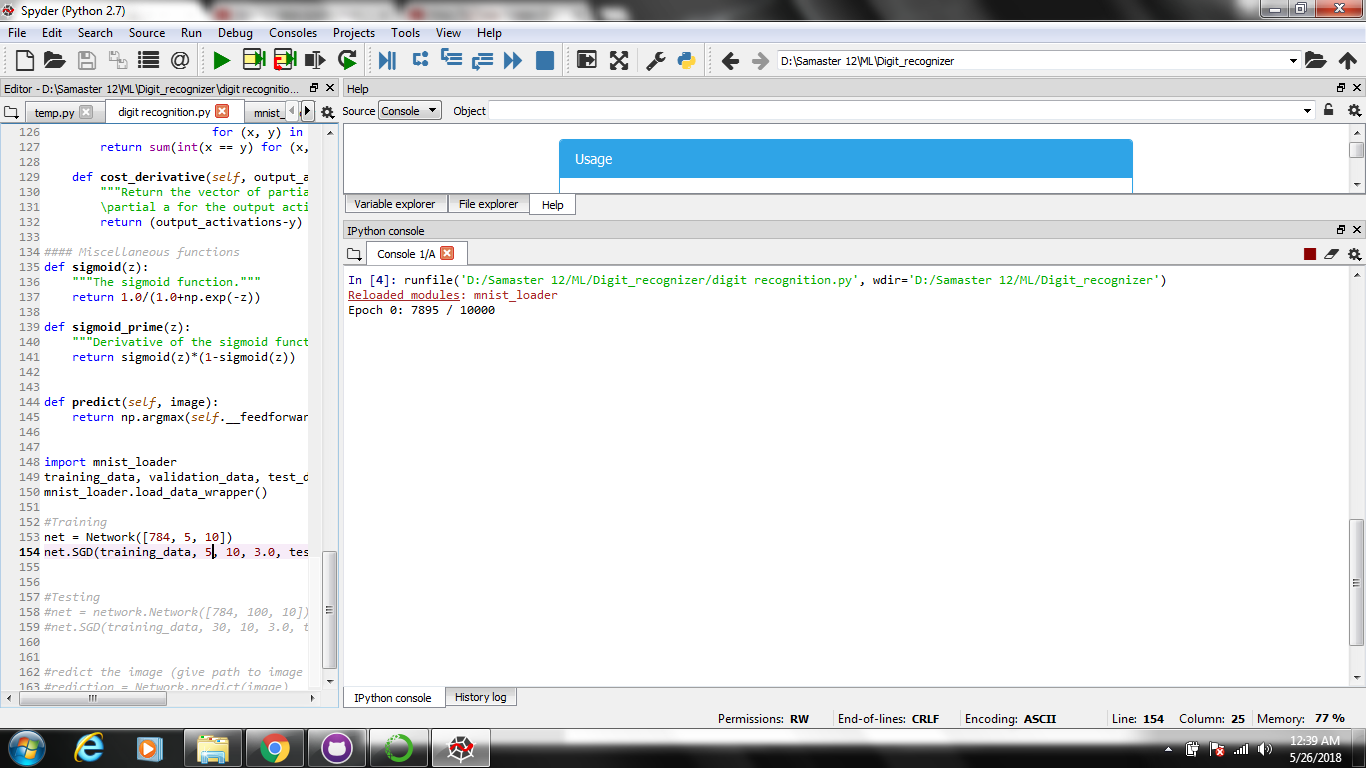 Spyder (Python 2.7)
File Edit Search Source Run Debug Consoles Projects Tools View Help
D:\Samaster 12\ML\Digit_recognizer
Editor - D:\Samaster 12\ML\Digit_recognizer\digit recognitio...
Help
temp.py digit recognition.py mnist_
Source Console Object
Usage
Variable explorer File explorer Help
IPython console
Console 1/A
In [4]: runfile('D:/Samaster 12/ML/Digit_recognizer/digit recognition.py', wdir='D:/Samaster 12/ML/Digit_recognizer')
Reloaded modules: mnist_loader
Epoch 0: 7895 / 10000
126 for (x, y) in
127 return sum(int(x == y) for (x,
128
129 def cost_derivative(self, output_a
130 """Return the vector of partia
131 \partial a for the output acti
132 return (output_activations-y)
133
134 #### Miscellaneous functions
135 def sigmoid(z):
136 """The sigmoid function."""
137 return 1.0/(1.0+np.exp(-z))
138
139 def sigmoid_prime(z):
140 """Derivative of the sigmoid funct
141 return sigmoid(z)*(1-sigmoid(z))
142
143
144 def predict(self, image):
145 return np.argmax(self.__feedforwar
146
147
148 import mnist_loader
149 training_data, validation_data, test_d
150 mnist_loader.load_data_wrapper()
151
152 #Training
153 net = Network([784, 5, 10])
154 net.SGD(training_data, 5, 10, 3.0, tes
155
156
157 #Testing
158 #net = network.Network([784, 100, 10])
159 #net.SGD(training_data, 30, 10, 3.0, t
160
161
162 #redict the image (give path to image
163 #rediction = Network.predict(image)
IPython console History log
Permissions: RW End-of-lines: CRLF Encoding: ASCII Line: 154 Column: 25 Memory: 77 %
12:39 AM
5/26/2018